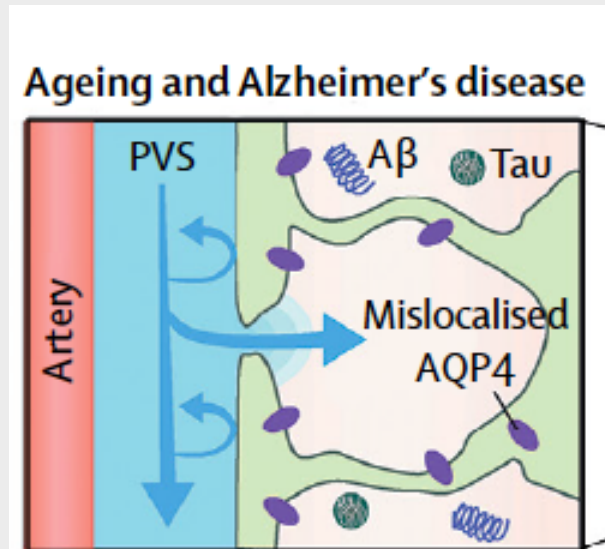 Ageing and Alzheimer's disease
PVS
Aβ
Tau
Artery
Mislocalised
AQP4